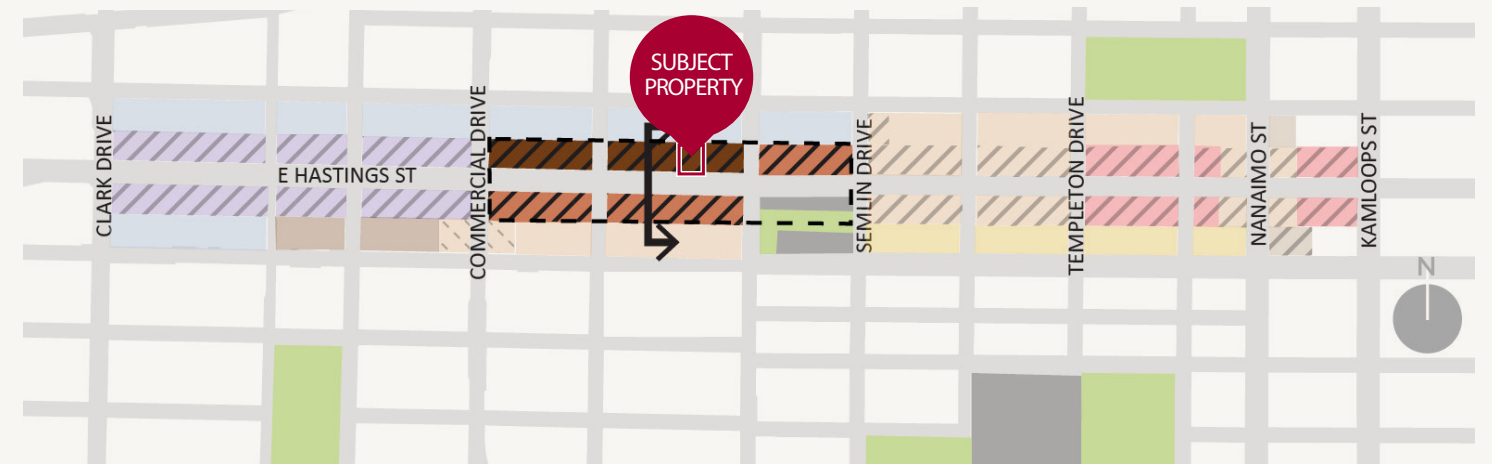 SUBJECT
PROPERTY
CLARK DRIVE
E HASTINGS ST
COMMERCIAL DRIVE
SEMLIN DRIVE
TEMPLETON DRIVE
NANAIMO ST
KAMLOOPS ST
N